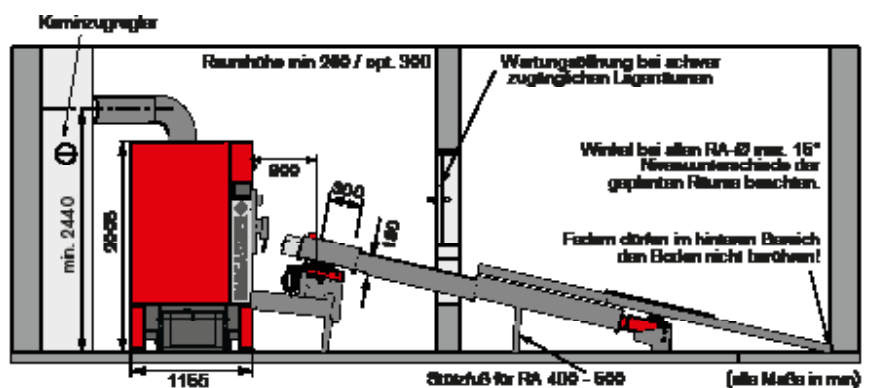 Kaminzugregler
Raumhöhe min 260 / opt. 300
Wartungsöffnung bei schwer
zugänglichen Lagerräumen
Winkel bei allen RA-Ø max. 15°
Niveauunterschiede der
geplanten Räume beachten.
Federn dürfen im hinteren Bereich
den Boden nicht berühren!
900
300
150
min. 2440
1155
Stützfuß für RA 400 - 500
(alle Maße in mm)